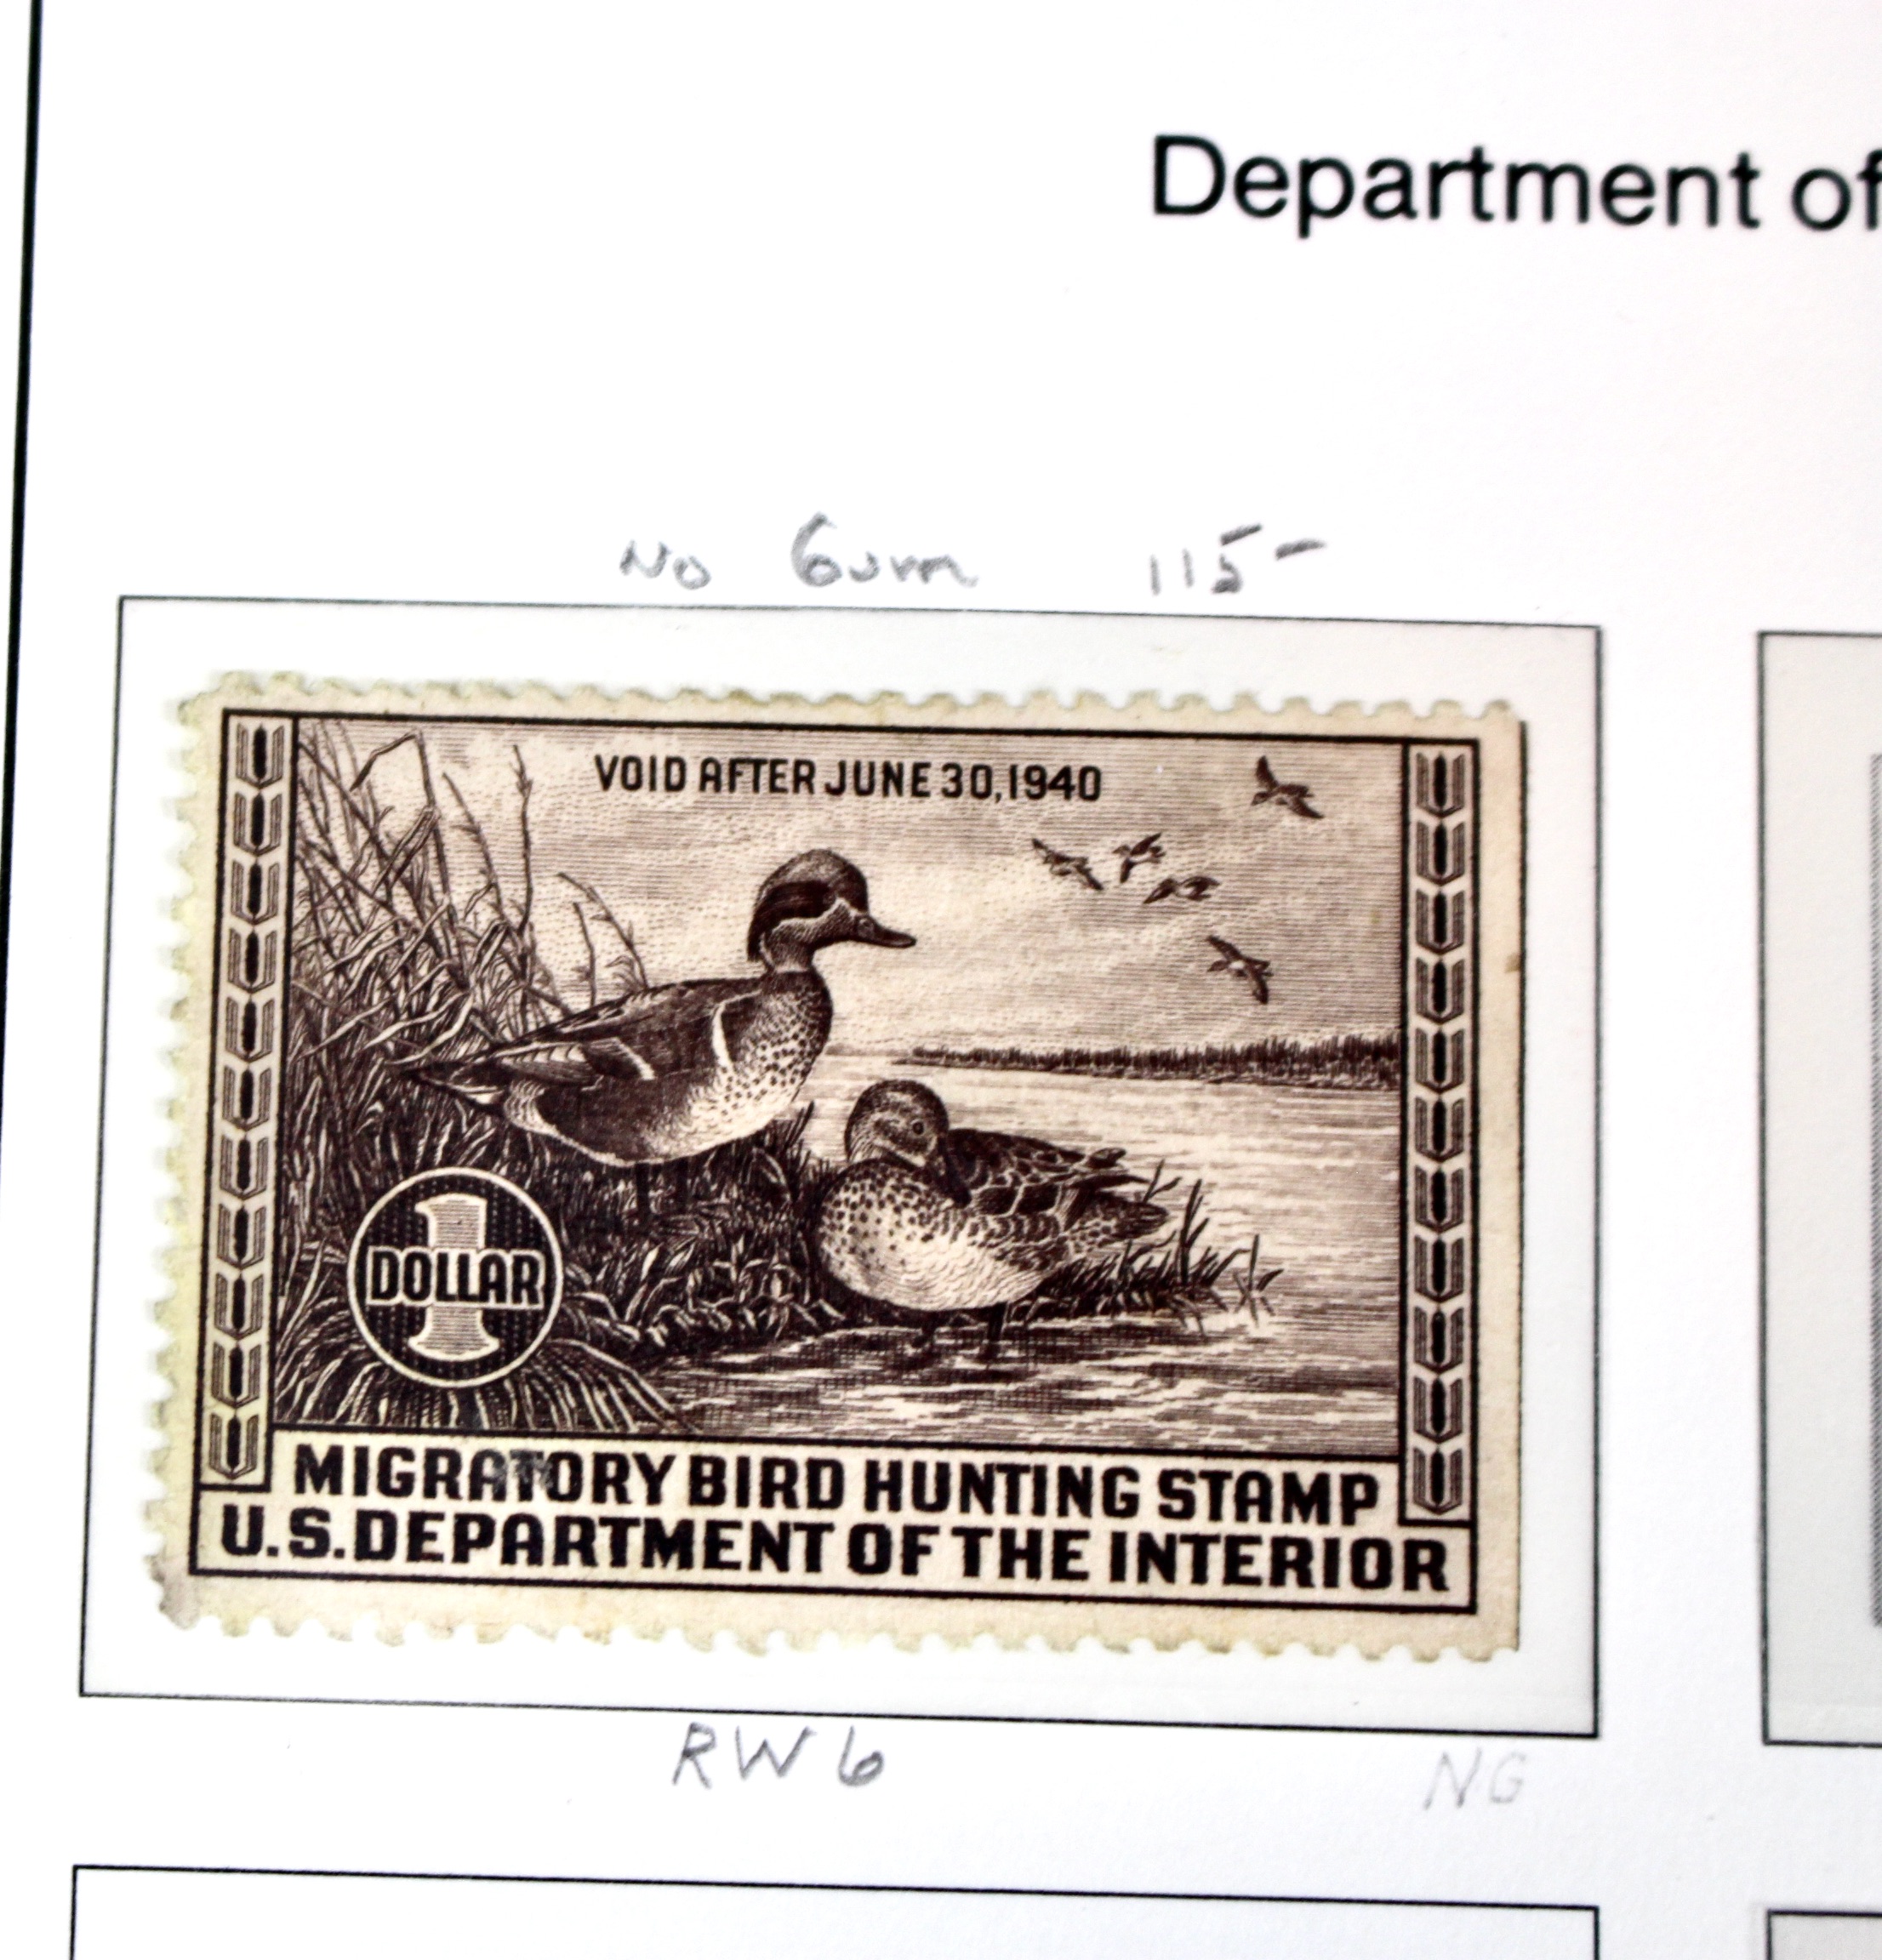 Department of
No Gum 115-
VOID AFTER JUNE 30, 1940
1
DOLLAR
MIGRATORY BIRD HUNTING STAMP
U.S. DEPARTMENT OF THE INTERIOR
RW6 NG